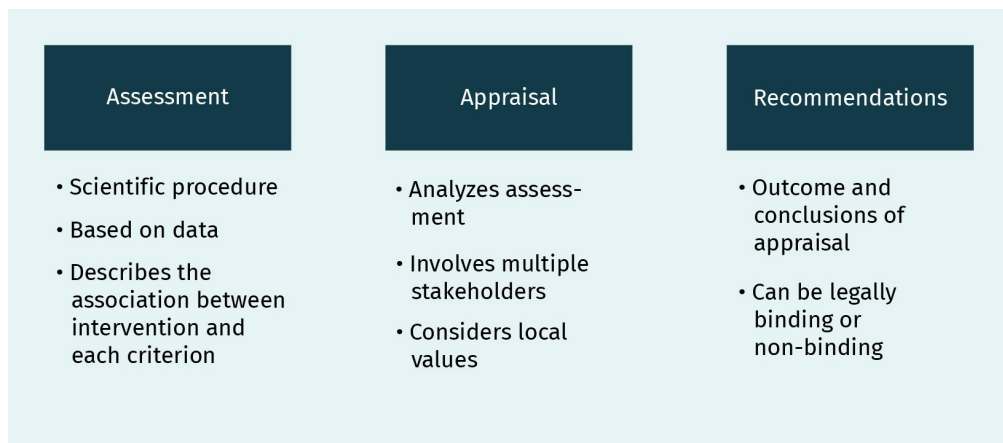 Assessment
• Scientific procedure
• Based on data
• Describes the
association between
intervention and
each criterion
Appraisal
• Analyzes assess-
ment
• Involves multiple
stakeholders
• Considers local
values
Recommendations
• Outcome and
conclusions of
appraisal
• Can be legally
binding or
non-binding